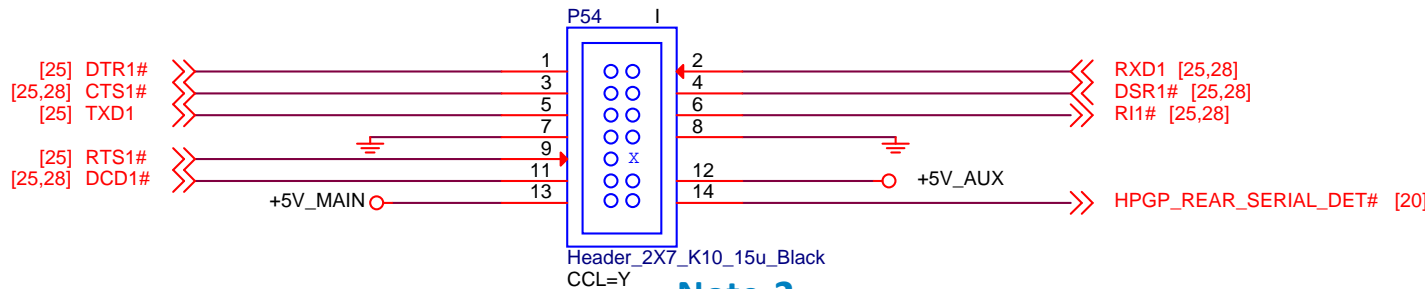 P54 I
[25] DTR1# 1 2 RXD1 [25,28]
[25,28] CTS1# 3 4 DSR1# [25,28]
[25] TXD1 5 6 RI1# [25,28]
7 8
[25] RTS1# 9 X
[25,28] DCD1# 11 12 +5V_AUX
+5V_MAIN 13 14 HPGP_REAR_SERIAL_DET# [20]
Header_2X7_K10_15u_Black
CCL=Y